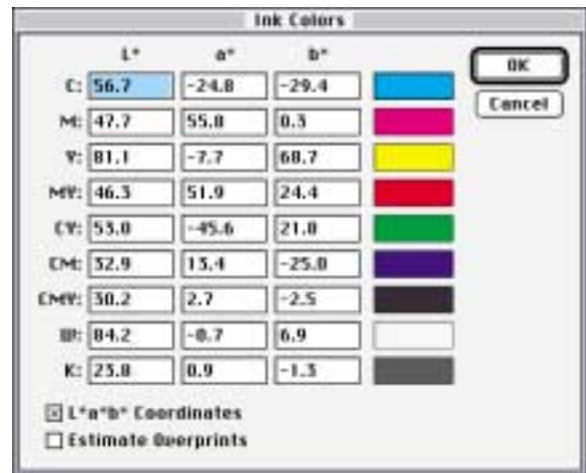 Ink Colors
L* a* b*
OK
C: 56.7 -24.8 -29.4
Cancel
M: 47.7 55.8 0.3
Y: 81.1 -7.7 68.7
MY: 46.3 51.9 24.4
CY: 53.0 -45.6 21.8
CM: 32.9 13.4 -25.0
CMY: 30.2 2.7 -2.5
W: 84.2 -0.7 6.9
K: 23.8 0.9 -1.3
L*a*b* Coordinates
Estimate Overprints